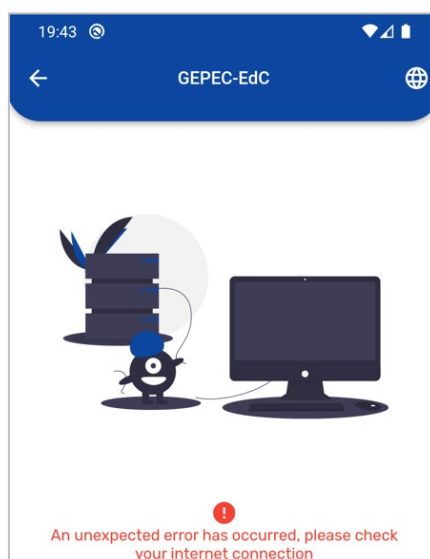 19:43
GEPEC-EdC
An unexpected error has occurred, please check
your internet connection